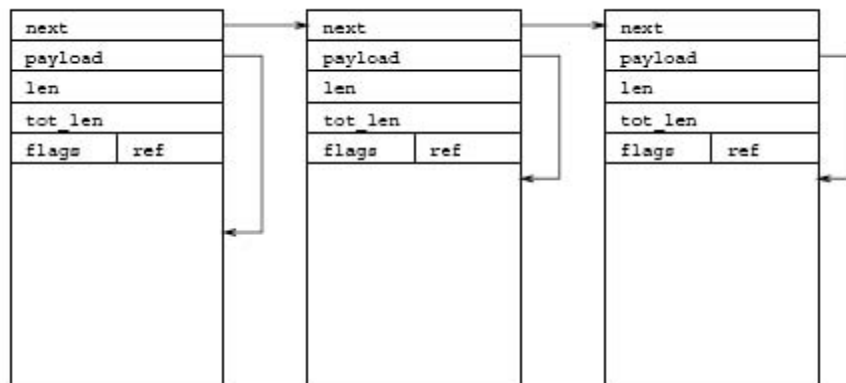 next next next
payload payload payload
len len len
tot_len tot_len tot_len
flags ref flags ref flags ref